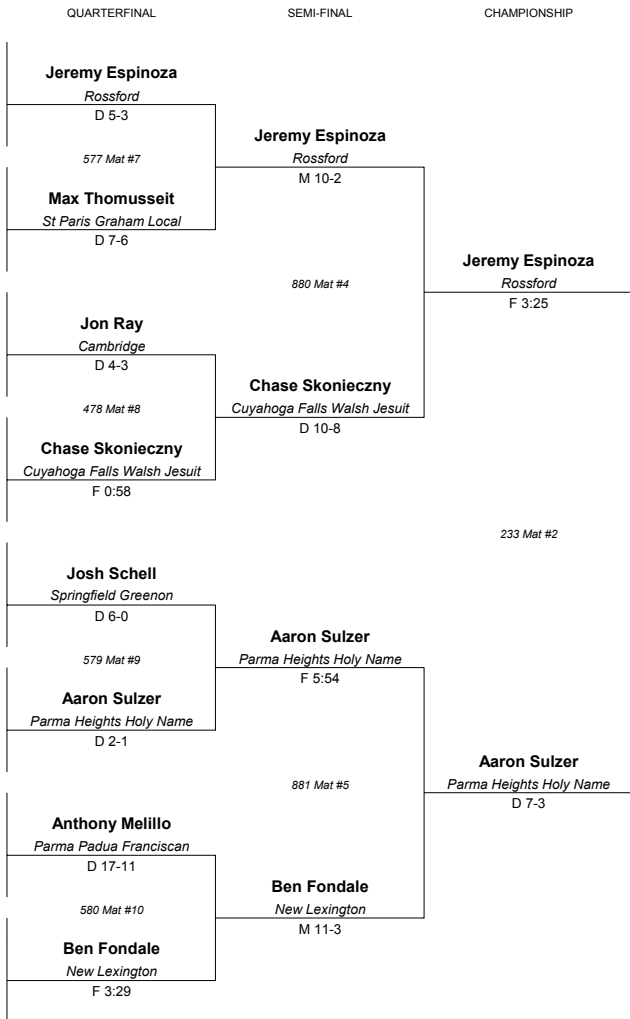 QUARTERFINAL
SEMI-FINAL
CHAMPIONSHIP
Jeremy Espinoza
Rossford
D 5-3
577 Mat #7
Max Thomusseit
St Paris Graham Local
D 7-6
Jon Ray
Cambridge
D 4-3
478 Mat #8
Chase Skonieczny
Cuyahoga Falls Walsh Jesuit
F 0:58
Josh Schell
Springfield Greenon
D 6-0
579 Mat #9
Aaron Sulzer
Parma Heights Holy Name
D 2-1
Anthony Melillo
Parma Padua Franciscan
D 17-11
580 Mat #10
Ben Fondale
New Lexington
F 3:29
Jeremy Espinoza
Rossford
M 10-2
880 Mat #4
Chase Skonieczny
Cuyahoga Falls Walsh Jesuit
D 10-8
Aaron Sulzer
Parma Heights Holy Name
F 5:54
881 Mat #5
Ben Fondale
New Lexington
M 11-3
Jeremy Espinoza
Rossford
F 3:25
233 Mat #2
Aaron Sulzer
Parma Heights Holy Name
D 7-3